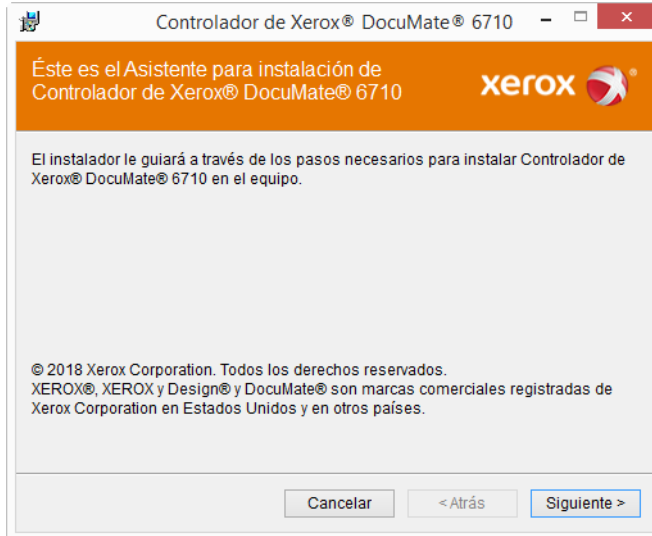 Controlador de Xerox® DocuMate® 6710
Éste es el Asistente para instalación de
Controlador de Xerox® DocuMate® 6710
xerox
El instalador le guiará a través de los pasos necesarios para instalar Controlador de
Xerox® DocuMate® 6710 en el equipo.
© 2018 Xerox Corporation. Todos los derechos reservados.
XEROX®, XEROX y Design® y DocuMate® son marcas comerciales registradas de
Xerox Corporation en Estados Unidos y en otros países.
Cancelar
< Atrás
Siguiente >